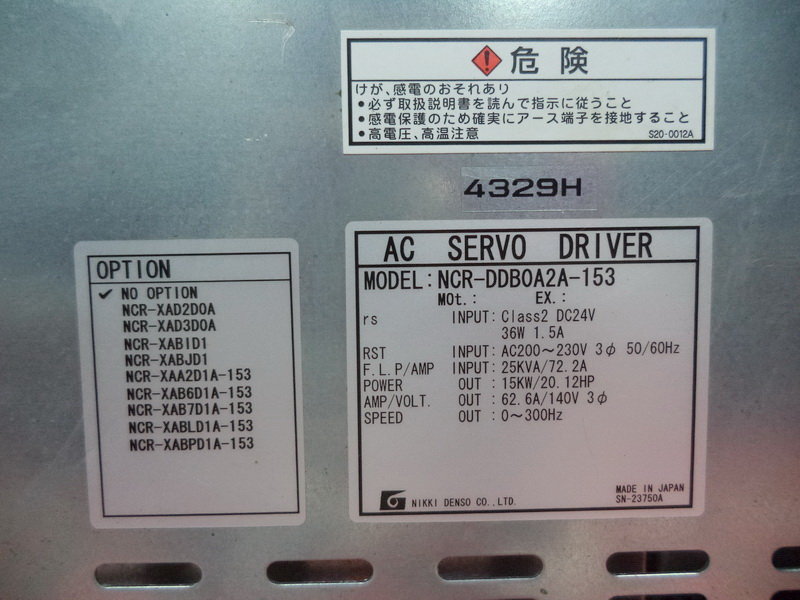 危険
けが、感電のおそれあり
•必ず取扱説明書を読んで指示に従うこと
•感電保護のため確実にアース端子を接地すること
•高電圧、高温注意
S20-0012A
4329H
OPTION
✓ NO OPTION
NCR-XAD2D0A
NCR-XAD3D0A
NCR-XABID1
NCR-XABJD1
NCR-XAA2D1A-153
NCR-XAB6D1A-153
NCR-XAB7D1A-153
NCR-XABLD1A-153
NCR-XABPD1A-153
AC SERVO DRIVER
MODEL: NCR-DDB0A2A-153
MOt.: EX.:
rs INPUT: Class2 DC24V
36W 1.5A
RST INPUT: AC200～230V 3φ 50/60Hz
F.L.P/AMP INPUT: 25KVA/72.2A
POWER OUT : 15KW/20.12HP
AMP/VOLT. OUT : 62.6A/140V 3φ
SPEED OUT : 0～300Hz
NIKKI DENSO CO.,LTD.
MADE IN JAPAN
SN-23750A